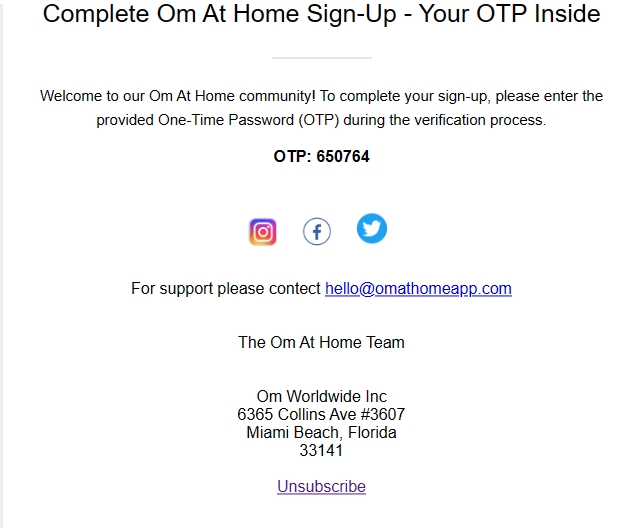 Complete Om At Home Sign-Up - Your OTP Inside
Welcome to our Om At Home community! To complete your sign-up, please enter the
provided One-Time Password (OTP) during the verification process.
OTP: 650764
For support please contect hello@omathomeapp.com
The Om At Home Team
Om Worldwide Inc
6365 Collins Ave #3607
Miami Beach, Florida
33141
Unsubscribe